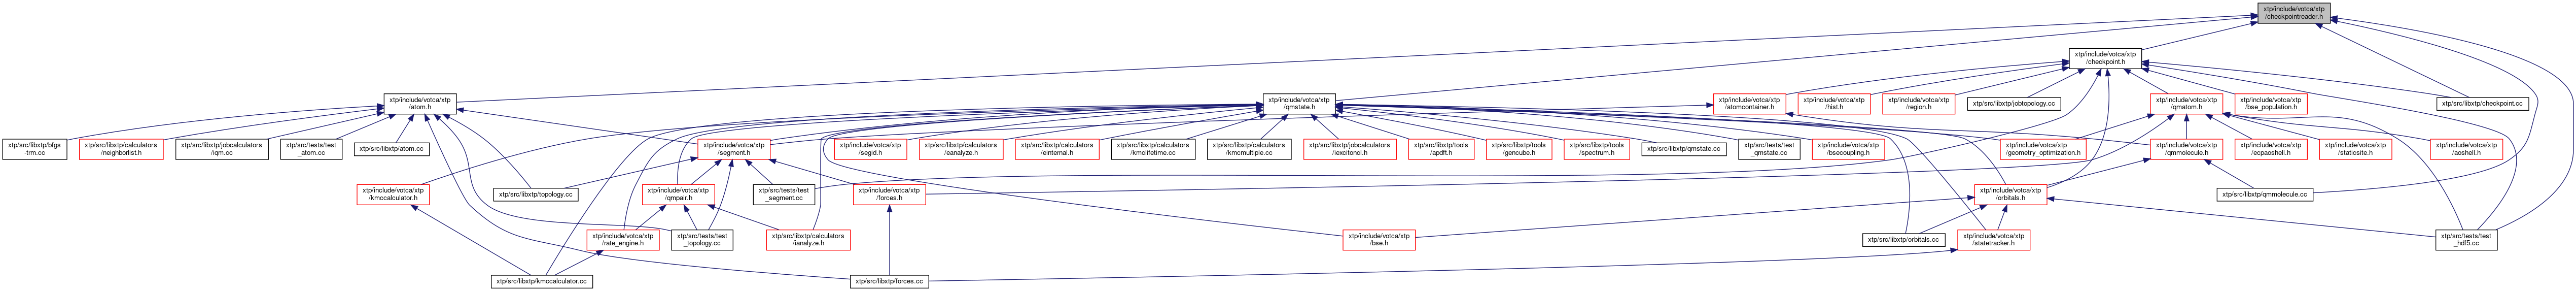 xtp/include/votca/xtp
/checkpointreader.h
xtp/include/votca/xtp
/checkpoint.h
xtp/include/votca/xtp
/atom.h
xtp/include/votca/xtp
/qmstate.h
xtp/include/votca/xtp
/atomcontainer.h
xtp/include/votca/xtp
/hist.h
xtp/include/votca/xtp
/region.h
xtp/src/libxtp/jobtopology.cc
xtp/include/votca/xtp
/qmatom.h
xtp/include/votca/xtp
/bse_population.h
xtp/src/libxtp/checkpoint.cc
xtp/src/libxtp/bfgs
-trm.cc
xtp/src/libxtp/calculators
/neighborlist.h
xtp/src/libxtp/jobcalculators
/iqm.cc
xtp/src/tests/test
_atom.cc
xtp/src/libxtp/atom.cc
xtp/include/votca/xtp
/segment.h
xtp/include/votca/xtp
/segid.h
xtp/src/libxtp/calculators
/eanalyze.h
xtp/src/libxtp/calculators
/einternal.h
xtp/src/libxtp/calculators
/kmclifetime.cc
xtp/src/libxtp/calculators
/kmcmultiple.cc
xtp/src/libxtp/jobcalculators
/iexcitoncl.h
xtp/src/libxtp/tools
/apdft.h
xtp/src/libxtp/tools
/gencube.h
xtp/src/libxtp/tools
/spectrum.h
xtp/src/libxtp/qmstate.cc
xtp/src/tests/test
_qmstate.cc
xtp/include/votca/xtp
/bsecoupling.h
xtp/include/votca/xtp
/geometry_optimization.h
xtp/include/votca/xtp
/qmmolecule.h
xtp/include/votca/xtp
/ecpaoshell.h
xtp/include/votca/xtp
/staticsite.h
xtp/include/votca/xtp
/aoshell.h
xtp/include/votca/xtp
/kmccalculator.h
xtp/src/libxtp/topology.cc
xtp/include/votca/xtp
/qmpair.h
xtp/src/tests/test
_segment.cc
xtp/include/votca/xtp
/forces.h
xtp/include/votca/xtp
/orbitals.h
xtp/src/libxtp/qmmolecule.cc
xtp/include/votca/xtp
/rate_engine.h
xtp/src/tests/test
_topology.cc
xtp/src/libxtp/calculators
/ianalyze.h
xtp/include/votca/xtp
/bse.h
xtp/src/libxtp/orbitals.cc
xtp/include/votca/xtp
/statetracker.h
xtp/src/tests/test
_hdf5.cc
xtp/src/libxtp/kmccalculator.cc
xtp/src/libxtp/forces.cc